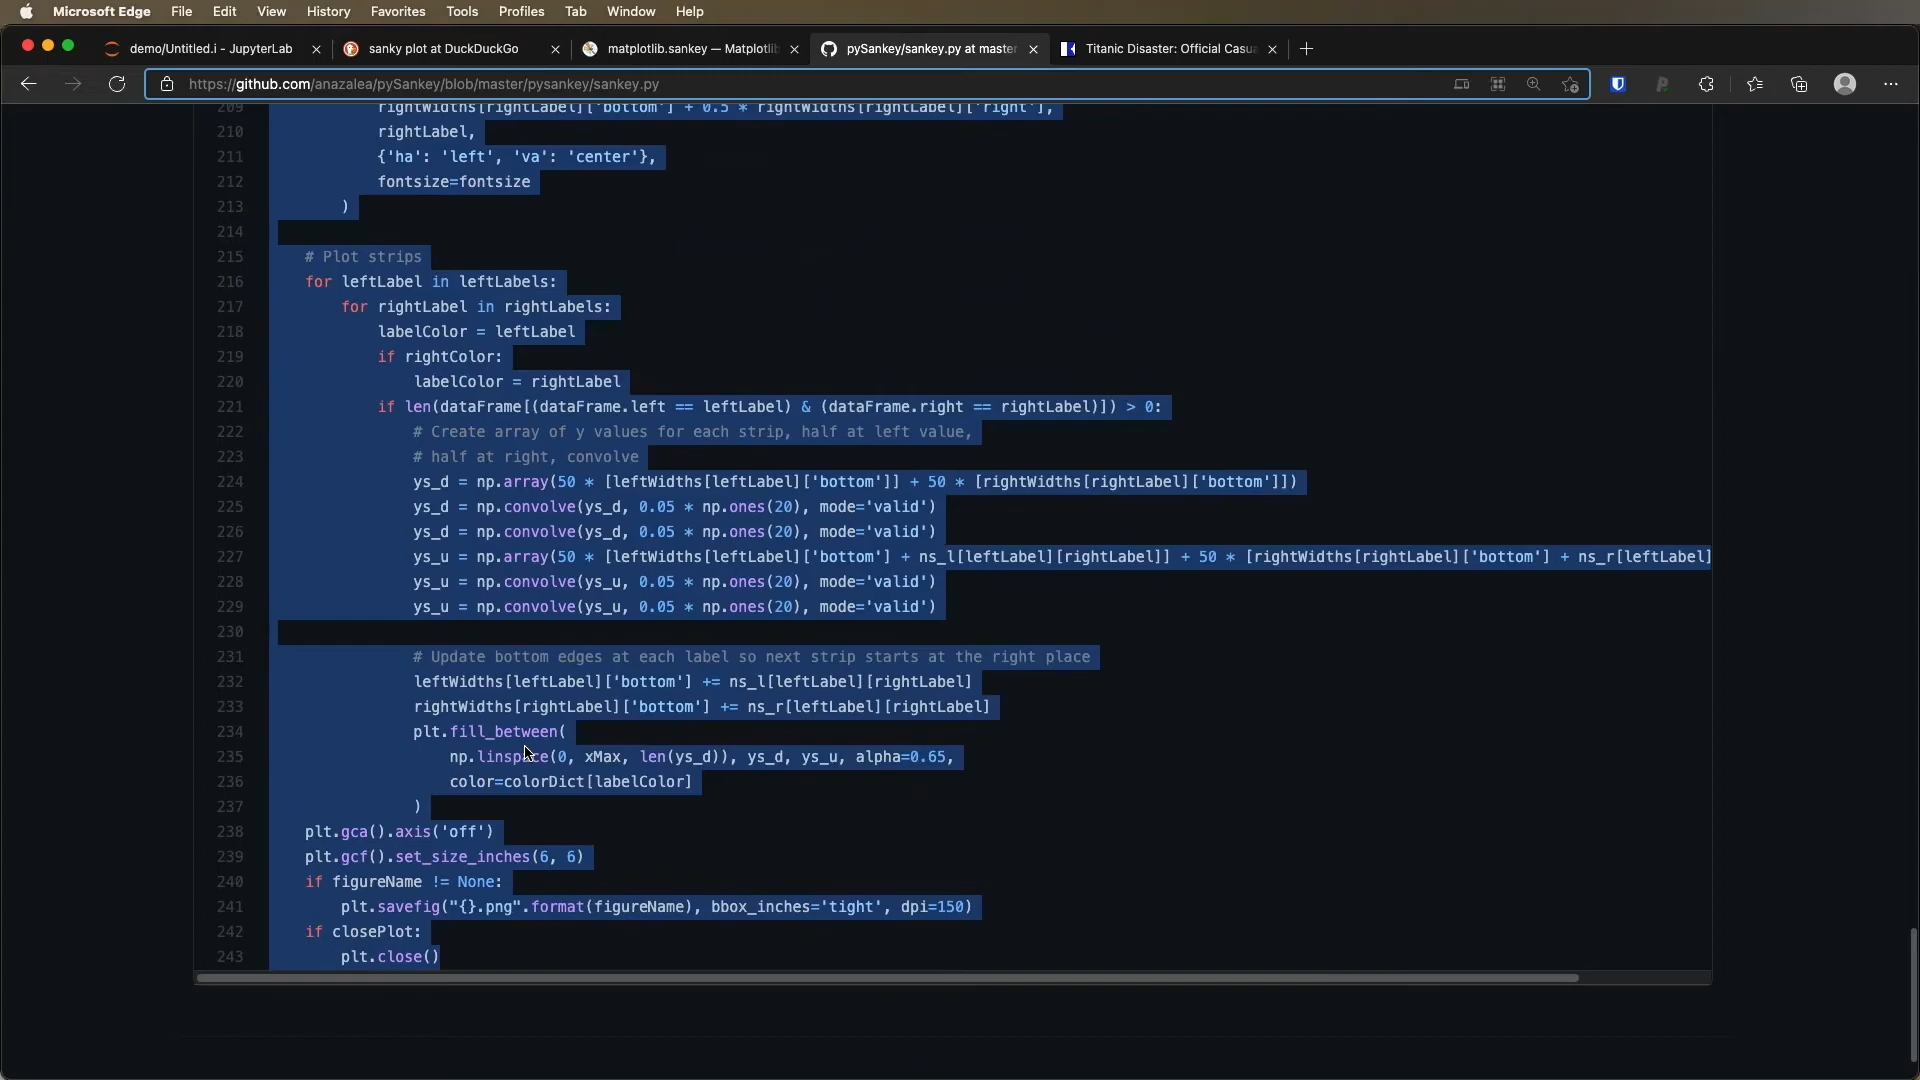 Microsoft Edge File Edit View History Favorites Tools Profiles Tab Window Help
demo/Untitled.i - JupyterLab
sanky plot at DuckDuckGo
matplotlib.sankey — Matplotlib
pySankey/sankey.py at master
Titanic Disaster: Official Casua
https://github.com/anazalea/pySankey/blob/master/pysankey/sankey.py
209 rightWidths[rightLabel]['bottom'] + 0.5 * rightWidths[rightLabel]['right'],
210 rightLabel,
211 {'ha': 'left', 'va': 'center'},
212 fontsize=fontsize
213 )
214
215 # Plot strips
216 for leftLabel in leftLabels:
217 for rightLabel in rightLabels:
218 labelColor = leftLabel
219 if rightColor:
220 labelColor = rightLabel
221 if len(dataFrame[(dataFrame.left == leftLabel) & (dataFrame.right == rightLabel)]) > 0:
222 # Create array of y values for each strip, half at left value,
223 # half at right, convolve
224 ys_d = np.array(50 * [leftWidths[leftLabel]['bottom']] + 50 * [rightWidths[rightLabel]['bottom']])
225 ys_d = np.convolve(ys_d, 0.05 * np.ones(20), mode='valid')
226 ys_d = np.convolve(ys_d, 0.05 * np.ones(20), mode='valid')
227 ys_u = np.array(50 * [leftWidths[leftLabel]['bottom'] + ns_l[leftLabel][rightLabel]] + 50 * [rightWidths[rightLabel]['bottom'] + ns_r[leftLabel]
228 ys_u = np.convolve(ys_u, 0.05 * np.ones(20), mode='valid')
229 ys_u = np.convolve(ys_u, 0.05 * np.ones(20), mode='valid')
230
231 # Update bottom edges at each label so next strip starts at the right place
232 leftWidths[leftLabel]['bottom'] += ns_l[leftLabel][rightLabel]
233 rightWidths[rightLabel]['bottom'] += ns_r[leftLabel][rightLabel]
234 plt.fill_between(
235 np.linspace(0, xMax, len(ys_d)), ys_d, ys_u, alpha=0.65,
236 color=colorDict[labelColor]
237 )
238 plt.gca().axis('off')
239 plt.gcf().set_size_inches(6, 6)
240 if figureName != None:
241 plt.savefig("{}.png".format(figureName), bbox_inches='tight', dpi=150)
242 if closePlot:
243 plt.close()